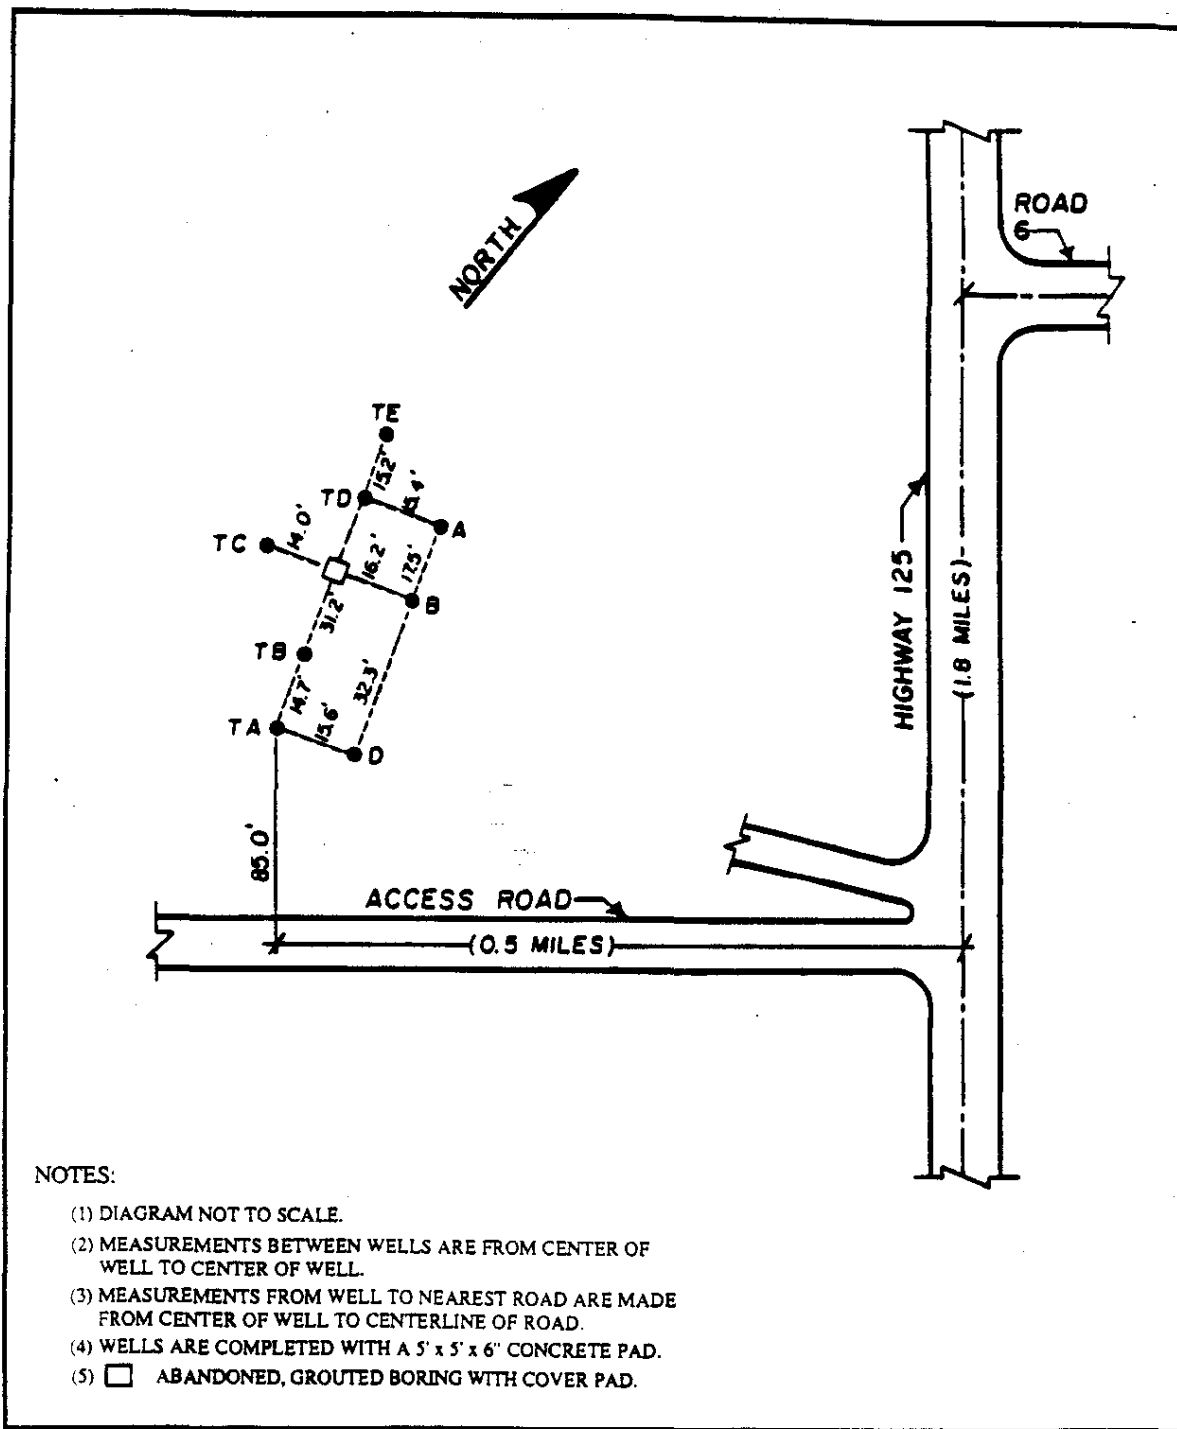 NORTH
ROAD
6
TE
15.2'
TD
15.4'
A
14.0'
TC
16.2'
17.5'
B
31.2'
TB
32.3'
14.7'
TA
15.6'
D
85.0'
HIGHWAY 125
(1.8 MILES)
ACCESS ROAD
(0.5 MILES)
NOTES:
(1) DIAGRAM NOT TO SCALE.
(2) MEASUREMENTS BETWEEN WELLS ARE FROM CENTER OF
WELL TO CENTER OF WELL.
(3) MEASUREMENTS FROM WELL TO NEAREST ROAD ARE MADE
FROM CENTER OF WELL TO CENTERLINE OF ROAD.
(4) WELLS ARE COMPLETED WITH A 5' x 5' x 6" CONCRETE PAD.
(5) ABANDONED, GROUTED BORING WITH COVER PAD.